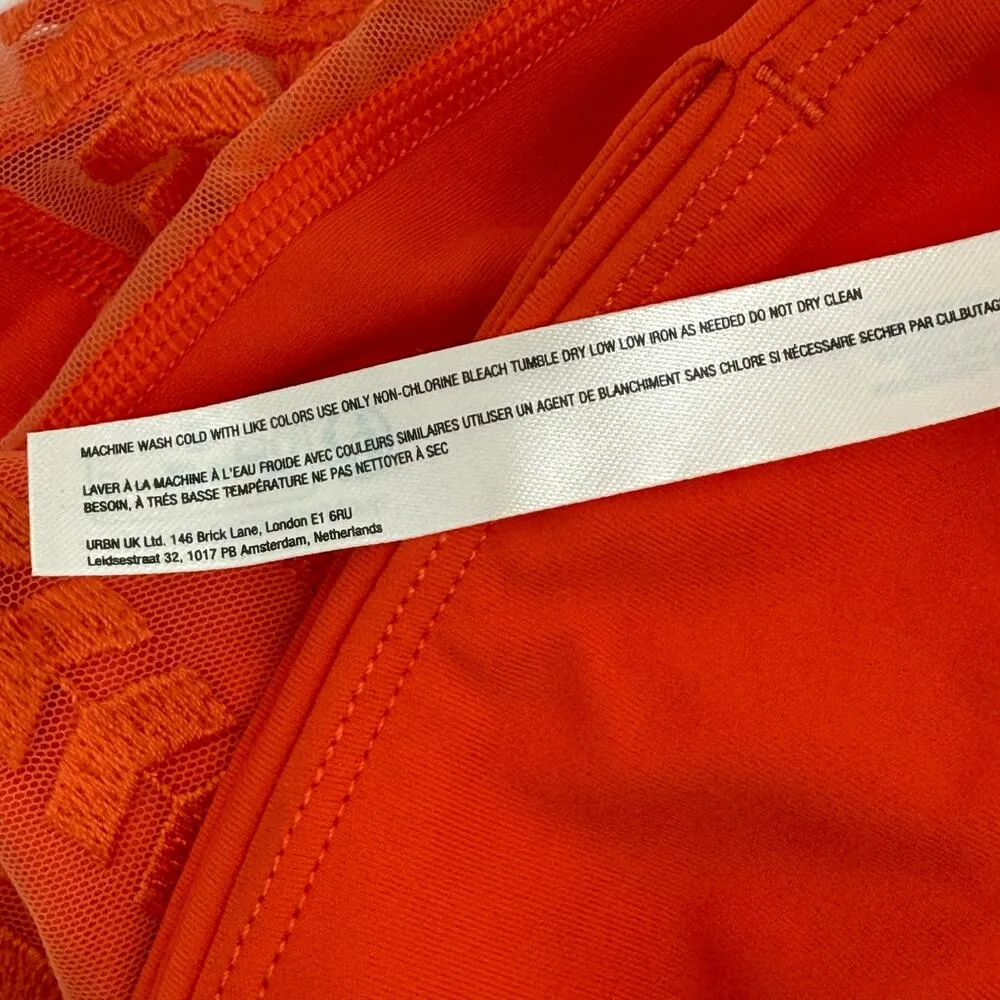 MACHINE WASH COLD WITH LIKE COLORS USE ONLY NON-CHLORINE BLEACH TUMBLE DRY LOW LOW IRON AS NEEDED DO NOT DRY CLEAN
LAVER À LA MACHINE À L'EAU FROIDE AVEC COULEURS SIMILAIRES UTILISER UN AGENT DE BLANCHIMENT SANS CHLORE SI NÉCESSAIRE SECHER PAR CULBUTAG
BESOIN, À TRÉS BASSE TEMPÉRATURE NE PAS NETTOYER À SEC
URBN UK Ltd. 146 Brick Lane, London E1 6RU
Leidsestraat 32, 1017 PB Amsterdam, Netherlands